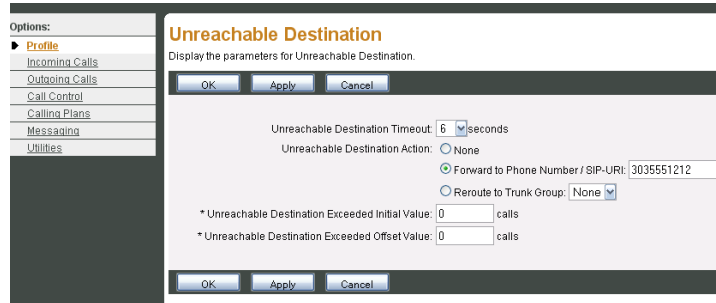 Options:
Profile
Incoming Calls
Outgoing Calls
Call Control
Calling Plans
Messaging
Utilities
Unreachable Destination
Display the parameters for Unreachable Destination.
OK Apply Cancel
Unreachable Destination Timeout: 6 seconds
Unreachable Destination Action: None
Forward to Phone Number / SIP-URI: 3035551212
Reroute to Trunk Group: None
* Unreachable Destination Exceeded Initial Value: 0 calls
* Unreachable Destination Exceeded Offset Value: 0 calls
OK Apply Cancel